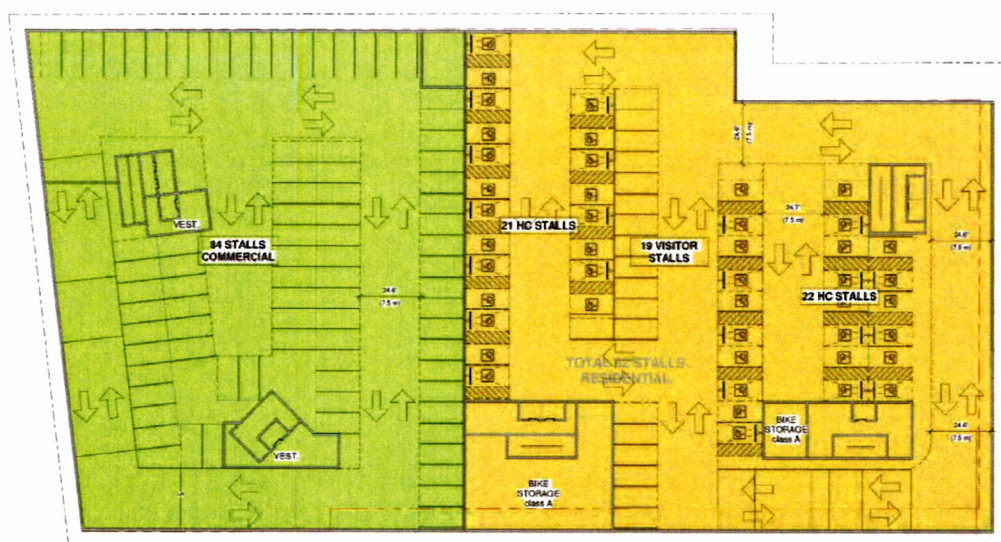 VEST.
84 STALLS
COMMERCIAL
24.6'
(7.5 m)
VEST.
21 HC STALLS
19 VISITOR
STALLS
24.6'
(7.5 m)
(7.5 m)
24.6'
(7.5 m)
22 HC STALLS
TOTAL 62 STALLS
RESIDENTIAL
BIKE
STORAGE
class A
BIKE
STORAGE
class A
24.6'
(7.5 m)